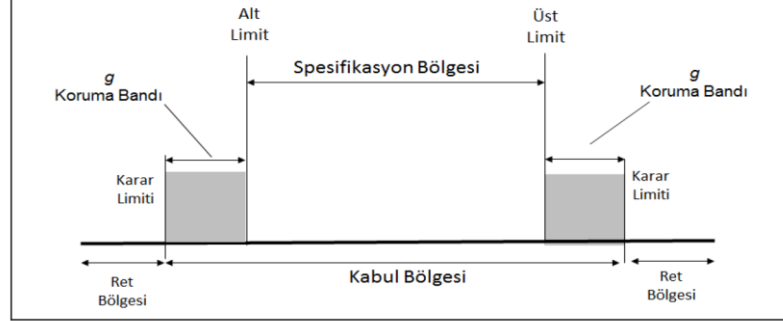 Alt
Limit
Üst
Limit
Spesifikasyon Bölgesi
g
Koruma Bandı
g
Koruma Bandı
Karar
Limiti
Karar
Limiti
Ret
Bölgesi
Kabul Bölgesi
Ret
Bölgesi